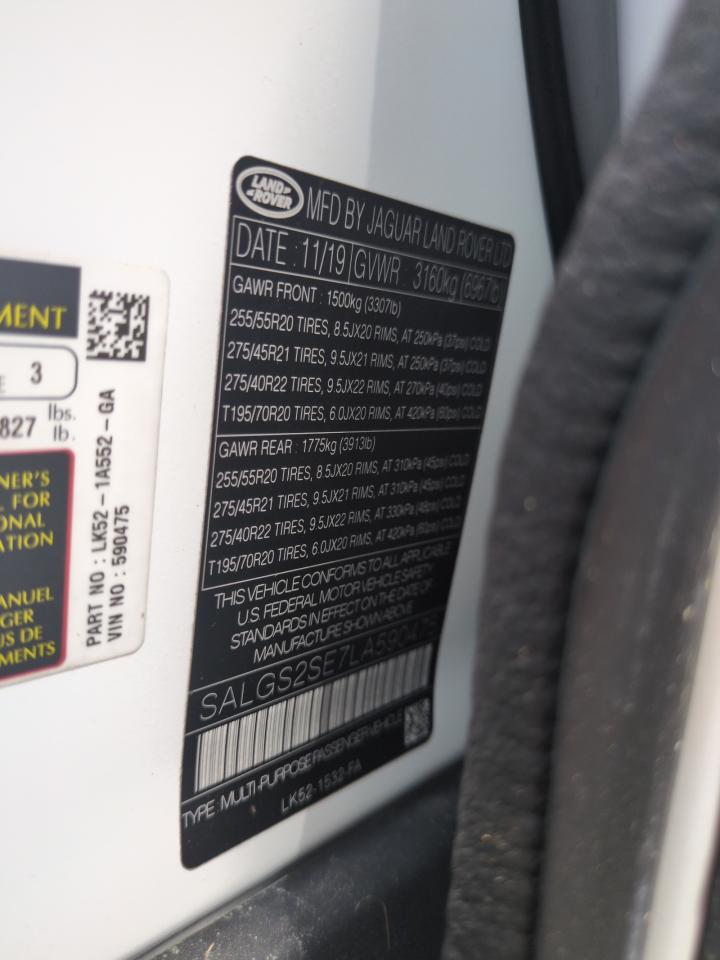 MENT
3
827 lbs.
lb.
NER'S
FOR
ONAL
ATION
ANUEL
GER
US DE
MENTS
PART NO : LK52-1A552-GA
VIN NO : 590475
LAND
ROVER
MFD BY JAGUAR LAND ROVER LTD
DATE : 11/19 GVWR : 3160kg (6967lb)
GAWR FRONT : 1500kg (3307lb)
255/55R20 TIRES, 8.5JX20 RIMS, AT 250kPa (37psi) COLD
275/45R21 TIRES, 9.5JX21 RIMS, AT 250kPa (37psi) COLD
275/40R22 TIRES, 9.5JX22 RIMS, AT 270kPa (40psi) COLD
T195/70R20 TIRES, 6.0JX20 RIMS, AT 420kPa (60psi) COLD
GAWR REAR : 1775kg (3913lb)
255/55R20 TIRES, 8.5JX20 RIMS, AT 310kPa (45psi) COLD
275/45R21 TIRES, 9.5JX21 RIMS, AT 310kPa (45psi) COLD
275/40R22 TIRES, 9.5JX22 RIMS, AT 330kPa (48psi) COLD
T195/70R20 TIRES, 6.0JX20 RIMS, AT 420kPa (60psi) COLD
THIS VEHICLE CONFORMS TO ALL APPLICABLE
U.S. FEDERAL MOTOR VEHICLE SAFETY
STANDARDS IN EFFECT ON THE DATE OF
MANUFACTURE SHOWN ABOVE
SALGS2SE7LA590475
TYPE : MULTI-PURPOSE PASSENGER VEHICLE
LK52-1532-FA